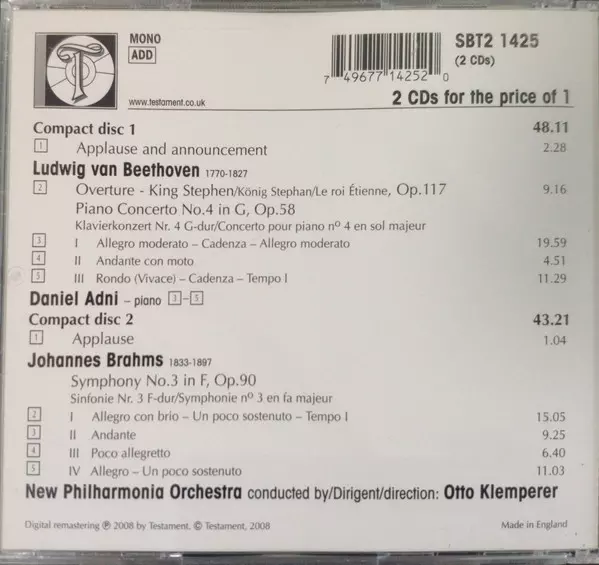 MONO
ADD
T
www.testament.co.uk
7 49677 14252 0
SBT2 1425
(2 CDs)
2 CDs for the price of 1
Compact disc 1 48.11
1 Applause and announcement 2.28
Ludwig van Beethoven 1770-1827
2 Overture - King Stephen/König Stephan/Le roi Étienne, Op.117 9.16
Piano Concerto No.4 in G, Op.58
Klavierkonzert Nr. 4 G-dur/Concerto pour piano nº 4 en sol majeur
3 I Allegro moderato – Cadenza – Allegro moderato 19.59
4 II Andante con moto 4.51
5 III Rondo (Vivace) – Cadenza – Tempo I 11.29
Daniel Adni – piano 3–5
Compact disc 2 43.21
1 Applause 1.04
Johannes Brahms 1833-1897
Symphony No.3 in F, Op.90
Sinfonie Nr. 3 F-dur/Symphonie nº 3 en fa majeur
2 I Allegro con brio – Un poco sostenuto – Tempo I 15.05
3 II Andante 9.25
4 III Poco allegretto 6.40
5 IV Allegro – Un poco sostenuto 11.03
New Philharmonia Orchestra conducted by/Dirigent/direction: Otto Klemperer
Digital remastering ℗ 2008 by Testament. © Testament, 2008 Made in England